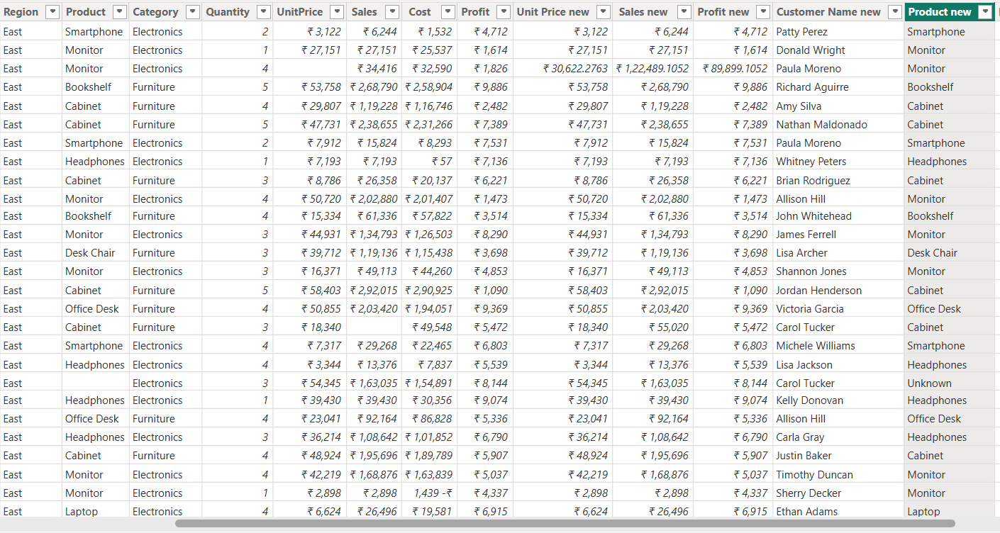 Region Product Category Quantity UnitPrice Sales Cost Profit Unit Price new Sales new Profit new Customer Name new Product new
East Smartphone Electronics 2 ₹ 3,122 ₹ 6,244 ₹ 1,532 ₹ 4,712 ₹ 3,122 ₹ 6,244 ₹ 4,712 Patty Perez Smartphone
East Monitor Electronics 1 ₹ 27,151 ₹ 27,151 ₹ 25,537 ₹ 1,614 ₹ 27,151 ₹ 27,151 ₹ 1,614 Donald Wright Monitor
East Monitor Electronics 4 ₹ 34,416 ₹ 32,590 ₹ 1,826 ₹ 30,622.2763 ₹ 1,22,489.1052 ₹ 89,899.1052 Paula Moreno Monitor
East Bookshelf Furniture 5 ₹ 53,758 ₹ 2,68,790 ₹ 2,58,904 ₹ 9,886 ₹ 53,758 ₹ 2,68,790 ₹ 9,886 Richard Aguirre Bookshelf
East Cabinet Furniture 4 ₹ 29,807 ₹ 1,19,228 ₹ 1,16,746 ₹ 2,482 ₹ 29,807 ₹ 1,19,228 ₹ 2,482 Amy Silva Cabinet
East Cabinet Furniture 5 ₹ 47,731 ₹ 2,38,655 ₹ 2,31,266 ₹ 7,389 ₹ 47,731 ₹ 2,38,655 ₹ 7,389 Nathan Maldonado Cabinet
East Smartphone Electronics 2 ₹ 7,912 ₹ 15,824 ₹ 8,293 ₹ 7,531 ₹ 7,912 ₹ 15,824 ₹ 7,531 Paula Moreno Smartphone
East Headphones Electronics 1 ₹ 7,193 ₹ 7,193 ₹ 57 ₹ 7,136 ₹ 7,193 ₹ 7,193 ₹ 7,136 Whitney Peters Headphones
East Cabinet Furniture 3 ₹ 8,786 ₹ 26,358 ₹ 20,137 ₹ 6,221 ₹ 8,786 ₹ 26,358 ₹ 6,221 Brian Rodriguez Cabinet
East Monitor Electronics 4 ₹ 50,720 ₹ 2,02,880 ₹ 2,01,407 ₹ 1,473 ₹ 50,720 ₹ 2,02,880 ₹ 1,473 Allison Hill Monitor
East Bookshelf Furniture 4 ₹ 15,334 ₹ 61,336 ₹ 57,822 ₹ 3,514 ₹ 15,334 ₹ 61,336 ₹ 3,514 John Whitehead Bookshelf
East Monitor Electronics 3 ₹ 44,931 ₹ 1,34,793 ₹ 1,26,503 ₹ 8,290 ₹ 44,931 ₹ 1,34,793 ₹ 8,290 James Ferrell Monitor
East Desk Chair Furniture 3 ₹ 39,712 ₹ 1,19,136 ₹ 1,15,438 ₹ 3,698 ₹ 39,712 ₹ 1,19,136 ₹ 3,698 Lisa Archer Desk Chair
East Monitor Electronics 3 ₹ 16,371 ₹ 49,113 ₹ 44,260 ₹ 4,853 ₹ 16,371 ₹ 49,113 ₹ 4,853 Shannon Jones Monitor
East Cabinet Furniture 5 ₹ 58,403 ₹ 2,92,015 ₹ 2,90,925 ₹ 1,090 ₹ 58,403 ₹ 2,92,015 ₹ 1,090 Jordan Henderson Cabinet
East Office Desk Furniture 4 ₹ 50,855 ₹ 2,03,420 ₹ 1,94,051 ₹ 9,369 ₹ 50,855 ₹ 2,03,420 ₹ 9,369 Victoria Garcia Office Desk
East Cabinet Furniture 3 ₹ 18,340 ₹ 49,548 ₹ 5,472 ₹ 18,340 ₹ 55,020 ₹ 5,472 Carol Tucker Cabinet
East Smartphone Electronics 4 ₹ 7,317 ₹ 29,268 ₹ 22,465 ₹ 6,803 ₹ 7,317 ₹ 29,268 ₹ 6,803 Michele Williams Smartphone
East Headphones Electronics 4 ₹ 3,344 ₹ 13,376 ₹ 7,837 ₹ 5,539 ₹ 3,344 ₹ 13,376 ₹ 5,539 Lisa Jackson Headphones
East Electronics 3 ₹ 54,345 ₹ 1,63,035 ₹ 1,54,891 ₹ 8,144 ₹ 54,345 ₹ 1,63,035 ₹ 8,144 Carol Tucker Unknown
East Headphones Electronics 1 ₹ 39,430 ₹ 39,430 ₹ 30,356 ₹ 9,074 ₹ 39,430 ₹ 39,430 ₹ 9,074 Kelly Donovan Headphones
East Office Desk Furniture 4 ₹ 23,041 ₹ 92,164 ₹ 86,828 ₹ 5,336 ₹ 23,041 ₹ 92,164 ₹ 5,336 Allison Hill Office Desk
East Headphones Electronics 3 ₹ 36,214 ₹ 1,08,642 ₹ 1,01,852 ₹ 6,790 ₹ 36,214 ₹ 1,08,642 ₹ 6,790 Carla Gray Headphones
East Cabinet Furniture 4 ₹ 48,924 ₹ 1,95,696 ₹ 1,89,789 ₹ 5,907 ₹ 48,924 ₹ 1,95,696 ₹ 5,907 Justin Baker Cabinet
East Monitor Electronics 4 ₹ 42,219 ₹ 1,68,876 ₹ 1,63,839 ₹ 5,037 ₹ 42,219 ₹ 1,68,876 ₹ 5,037 Timothy Duncan Monitor
East Monitor Electronics 1 ₹ 2,898 ₹ 2,898 1,439 -₹ ₹ 4,337 ₹ 2,898 ₹ 2,898 ₹ 4,337 Sherry Decker Monitor
East Laptop Electronics 4 ₹ 6,624 ₹ 26,496 ₹ 19,581 ₹ 6,915 ₹ 6,624 ₹ 26,496 ₹ 6,915 Ethan Adams Laptop